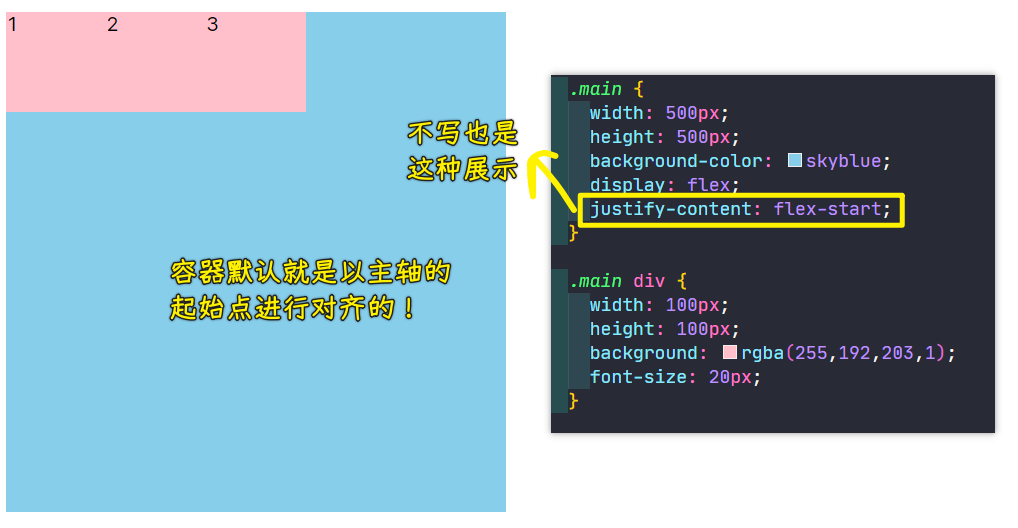 1 2 3
不写也是
这种展示
容器默认就是以主轴的
起始点进行对齐的！
.main {
width: 500px;
height: 500px;
background-color: skyblue;
display: flex;
justify-content: flex-start;
}
.main div {
width: 100px;
height: 100px;
background: rgba(255,192,203,1);
font-size: 20px;
}